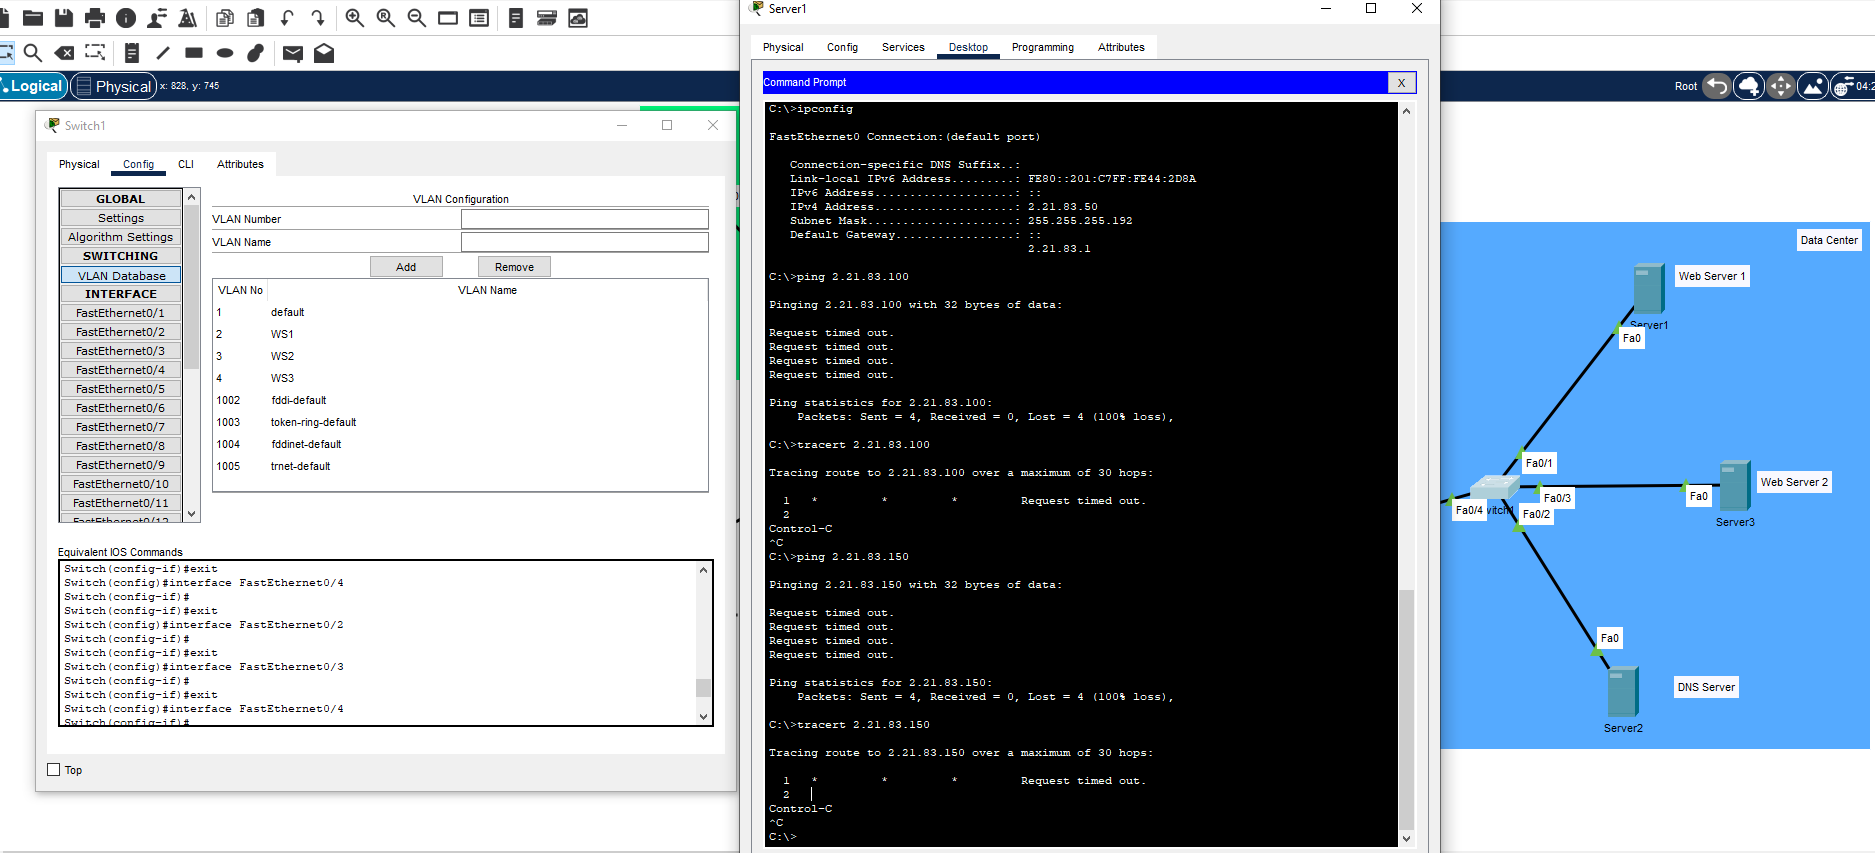 Logical
Physical
x: 828, y: 745
Root
04:2
Switch1
Physical
Config
CLI
Attributes
GLOBAL
Settings
Algorithm Settings
SWITCHING
VLAN Database
INTERFACE
FastEthernet0/1
FastEthernet0/2
FastEthernet0/3
FastEthernet0/4
FastEthernet0/5
FastEthernet0/6
FastEthernet0/7
FastEthernet0/8
FastEthernet0/9
FastEthernet0/10
FastEthernet0/11
FastEthernet0/12
VLAN Configuration
VLAN Number
VLAN Name
Add
Remove
VLAN No VLAN Name
1 default
2 WS1
3 WS2
4 WS3
1002 fddi-default
1003 token-ring-default
1004 fddinet-default
1005 trnet-default
Equivalent IOS Commands
Switch(config-if)#exit
Switch(config)#interface FastEthernet0/4
Switch(config-if)#
Switch(config-if)#exit
Switch(config)#interface FastEthernet0/2
Switch(config-if)#
Switch(config-if)#exit
Switch(config)#interface FastEthernet0/3
Switch(config-if)#
Switch(config-if)#exit
Switch(config)#interface FastEthernet0/4
Switch(config-if)#
Top
Server1
Physical
Config
Services
Desktop
Programming
Attributes
Command Prompt
X
C:\>ipconfig
FastEthernet0 Connection:(default port)
Connection-specific DNS Suffix..:
Link-local IPv6 Address.........: FE80::201:C7FF:FE44:2D8A
IPv6 Address....................: ::
IPv4 Address....................: 2.21.83.50
Subnet Mask.....................: 255.255.255.192
Default Gateway.................: ::
2.21.83.1
C:\>ping 2.21.83.100
Pinging 2.21.83.100 with 32 bytes of data:
Request timed out.
Request timed out.
Request timed out.
Request timed out.
Ping statistics for 2.21.83.100:
Packets: Sent = 4, Received = 0, Lost = 4 (100% loss),
C:\>tracert 2.21.83.100
Tracing route to 2.21.83.100 over a maximum of 30 hops:
1 * * * Request timed out.
2
Control-C
^C
C:\>ping 2.21.83.150
Pinging 2.21.83.150 with 32 bytes of data:
Request timed out.
Request timed out.
Request timed out.
Request timed out.
Ping statistics for 2.21.83.150:
Packets: Sent = 4, Received = 0, Lost = 4 (100% loss),
C:\>tracert 2.21.83.150
Tracing route to 2.21.83.150 over a maximum of 30 hops:
1 * * * Request timed out.
2
Control-C
^C
C:\>
Data Center
Web Server 1
Server1
Fa0
Fa0/1
Web Server 2
Fa0/3
Fa0
Fa0/4
witch1
Fa0/2
Server3
Fa0
DNS Server
Server2